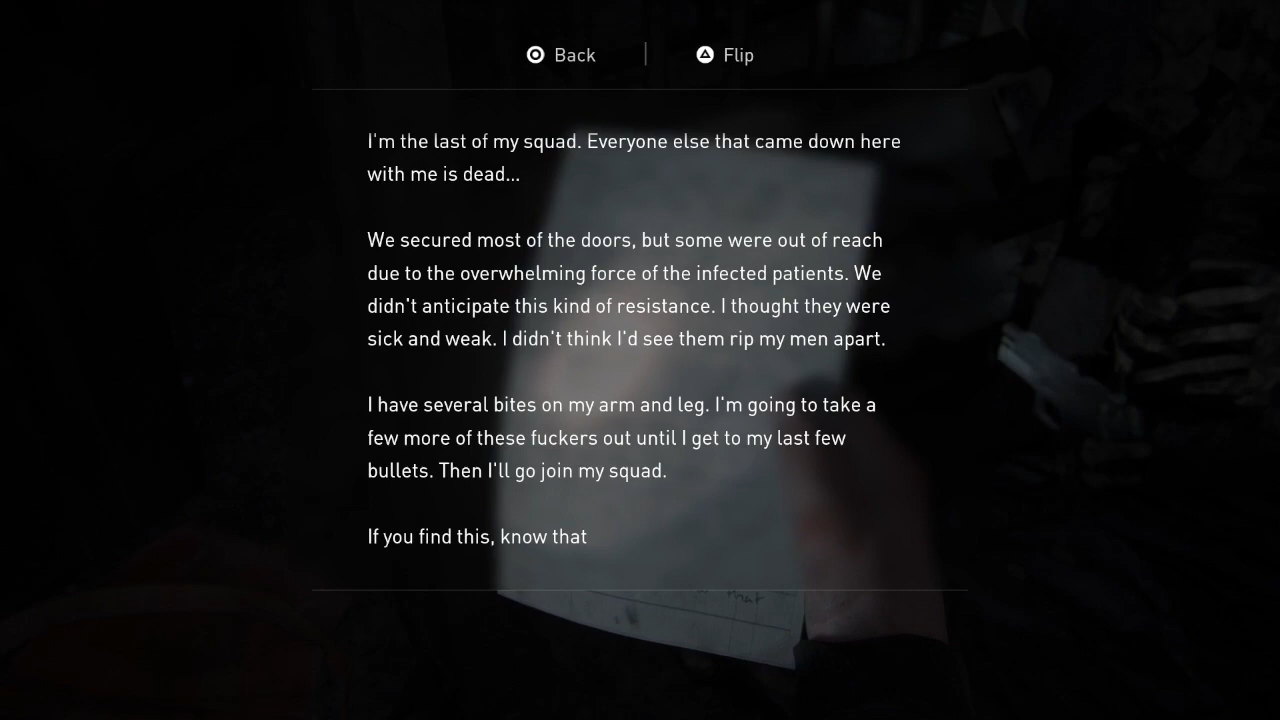 Back | Flip
I'm the last of my squad. Everyone else that came down here
with me is dead...
We secured most of the doors, but some were out of reach
due to the overwhelming force of the infected patients. We
didn't anticipate this kind of resistance. I thought they were
sick and weak. I didn't think I'd see them rip my men apart.
I have several bites on my arm and leg. I'm going to take a
few more of these fuckers out until I get to my last few
bullets. Then I'll go join my squad.
If you find this, know that
that